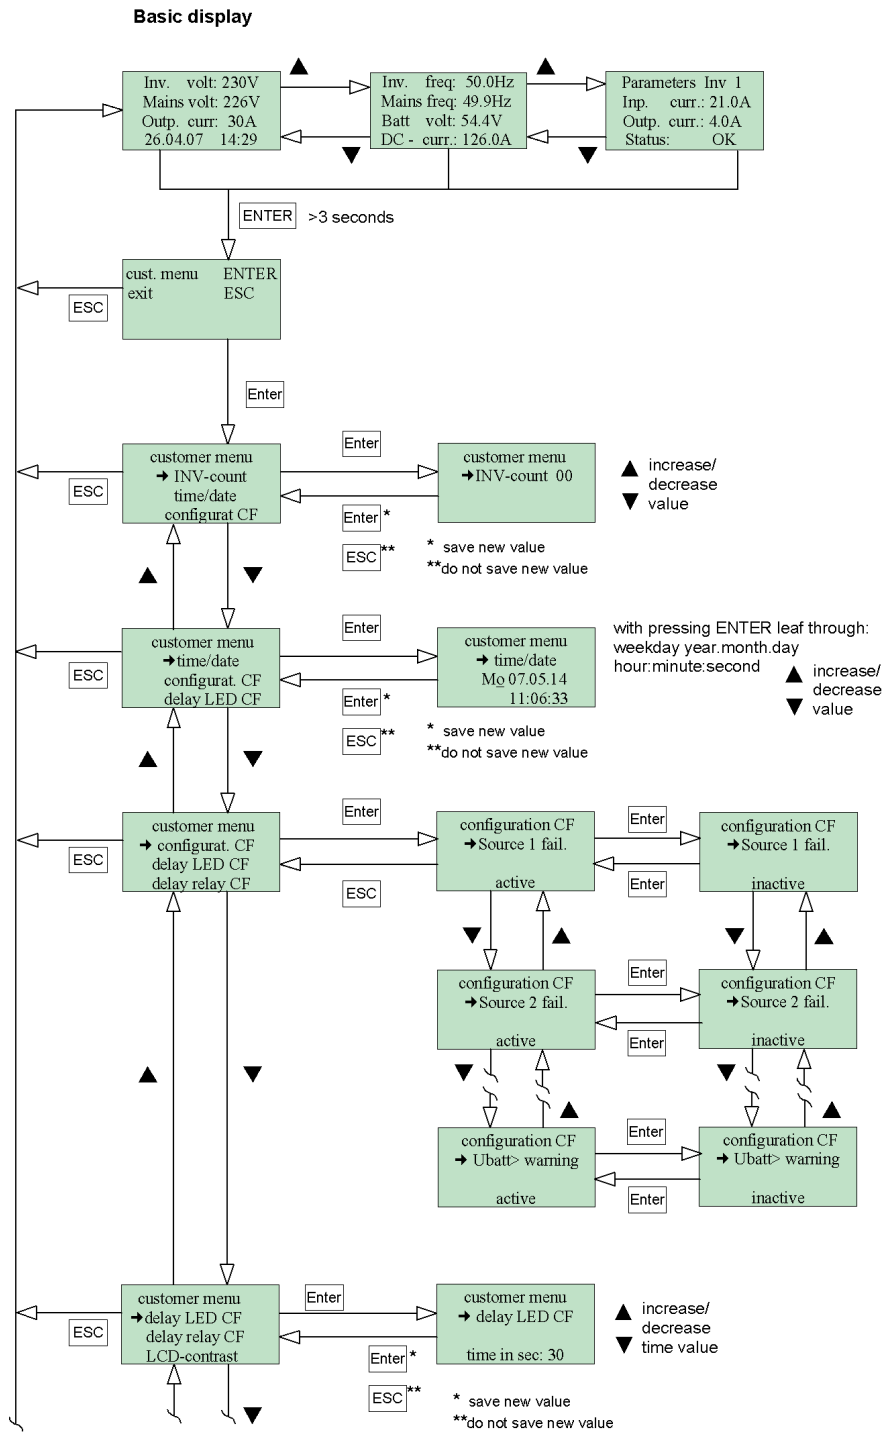 Basic display
Inv. volt: 230V
Mains volt: 226V
Outp. curr: 30A
26.04.07 14:29
Inv. freq: 50.0Hz
Mains freq: 49.9Hz
Batt volt: 54.4V
DC - curr.: 126.0A
Parameters Inv 1
Inp. curr.: 21.0A
Outp. curr.: 4.0A
Status: OK
ENTER >3 seconds
cust. menu ENTER
exit ESC
ESC
Enter
customer menu
➔ INV-count
time/date
configurat CF
ESC
Enter
customer menu
➔INV-count 00
▲ increase/
decrease
▼ value
Enter *
ESC **
* save new value
**do not save new value
▲ ▼
customer menu
➔time/date
configurat. CF
delay LED CF
ESC
Enter
customer menu
➔ time/date
Mo 07.05.14
11:06:33
with pressing ENTER leaf through:
weekday year.month.day
hour:minute:second
▲ increase/
decrease
▼ value
Enter *
ESC **
* save new value
**do not save new value
▲ ▼
customer menu
➔ configurat. CF
delay LED CF
delay relay CF
ESC
Enter
ESC
configuration CF
➔Source 1 fail.
active
Enter
Enter
configuration CF
➔Source 1 fail.
inactive
▼ ▲ ▼ ▲
configuration CF
➔Source 2 fail.
active
Enter
Enter
configuration CF
➔Source 2 fail.
inactive
▼ ▲ ▼ ▲
configuration CF
➔ Ubatt> warning
active
Enter
Enter
configuration CF
➔ Ubatt> warning
inactive
▲ ▼
customer menu
➔delay LED CF
delay relay CF
LCD-contrast
ESC
Enter
customer menu
➔ delay LED CF
time in sec: 30
▲ increase/
decrease
▼ time value
Enter *
ESC **
* save new value
**do not save new value
▼